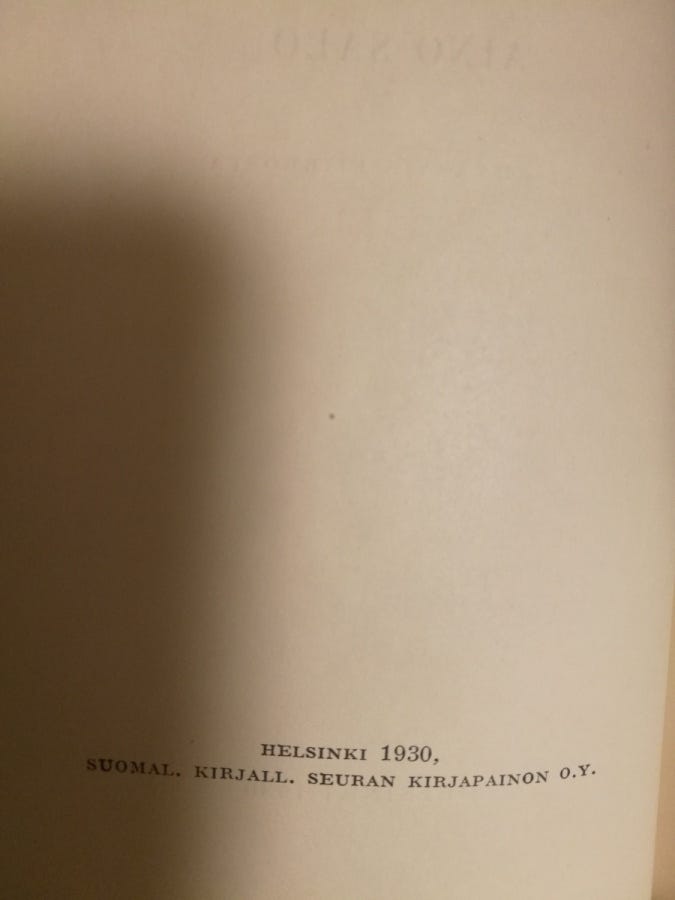 HELSINKI 1930,
SUOMAL. KIRJALL. SEURAN KIRJAPAINON O.Y.